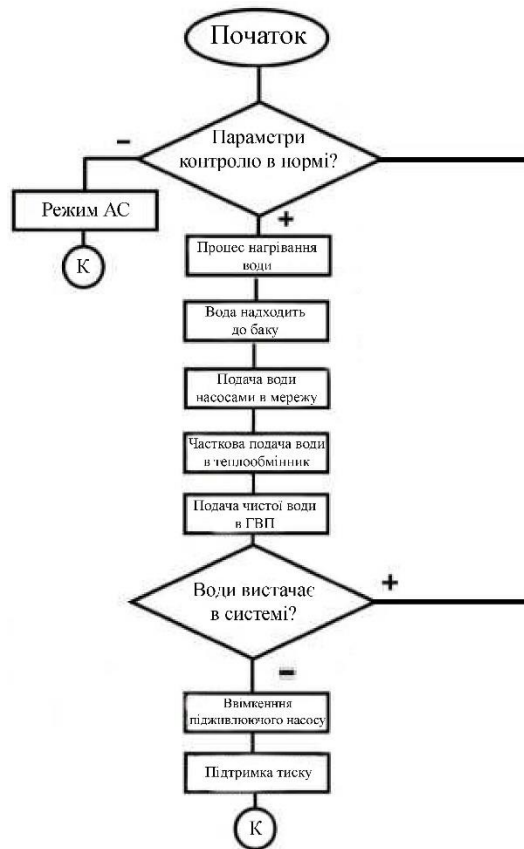 Початок
Параметри
контролю в нормі?
–
+
Режим АС
К
Процес нагрівання
води
Вода надходить
до баку
Подача води
насосами в мережу
Часткова подача води
в теплообмінник
Подача чистої води
в ГВП
Води вистачає
в системі?
+
–
Ввімкенння
підживлюючого насосу
Підтримка тиску
К